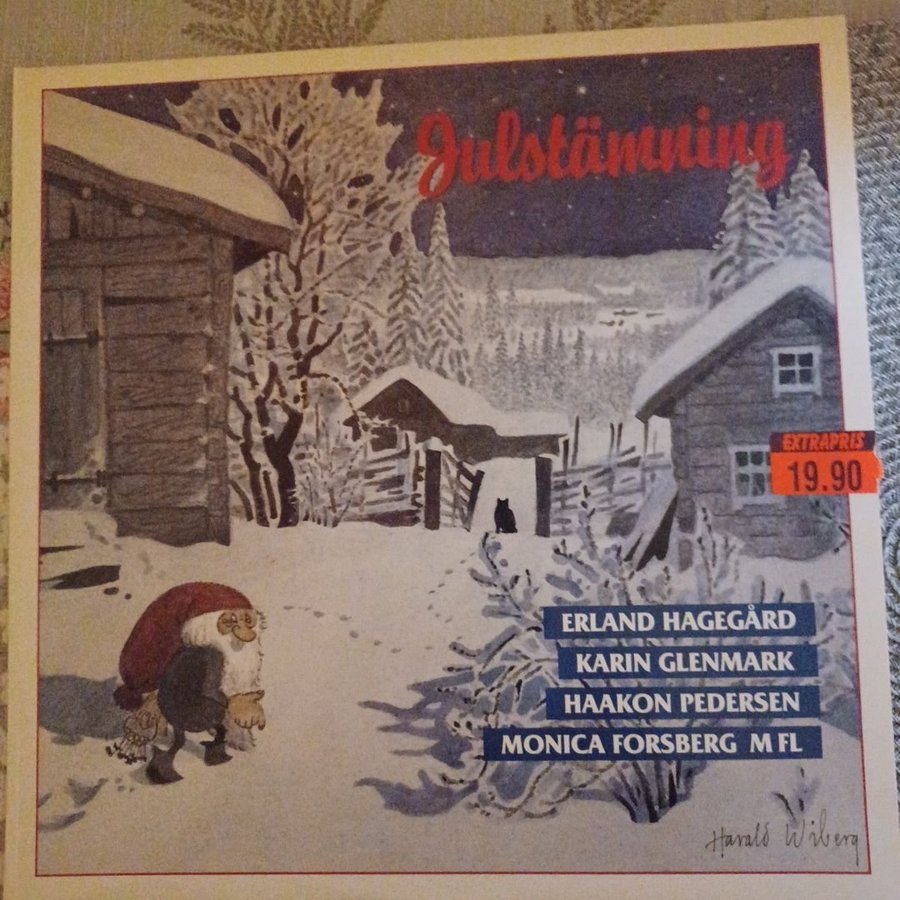 Julstämning
EXTRAPRIS
19.90
ERLAND HAGEGÅRD
KARIN GLENMARK
HAAKON PEDERSEN
MONICA FORSBERG M FL
Harald Wiberg